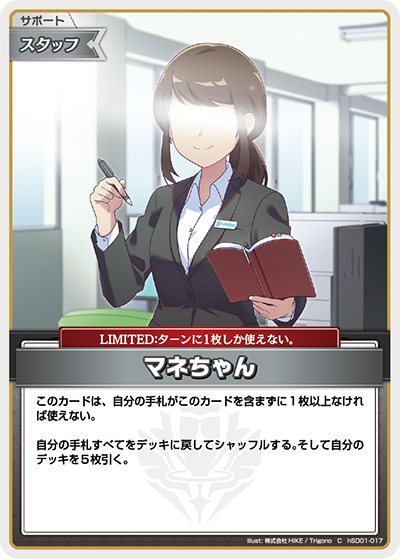 サポート
スタッフ
LIMITED:ターンに1枚しか使えない。
マネちゃん
このカードは、自分の手札がこのカードを含まずに1枚以上なけれ
ば使えない。
自分の手札すべてをデッキに戻してシャッフルする。そして自分の
デッキを5枚引く。
illust: 株式会社HIKE / Trigono C hSD01-017